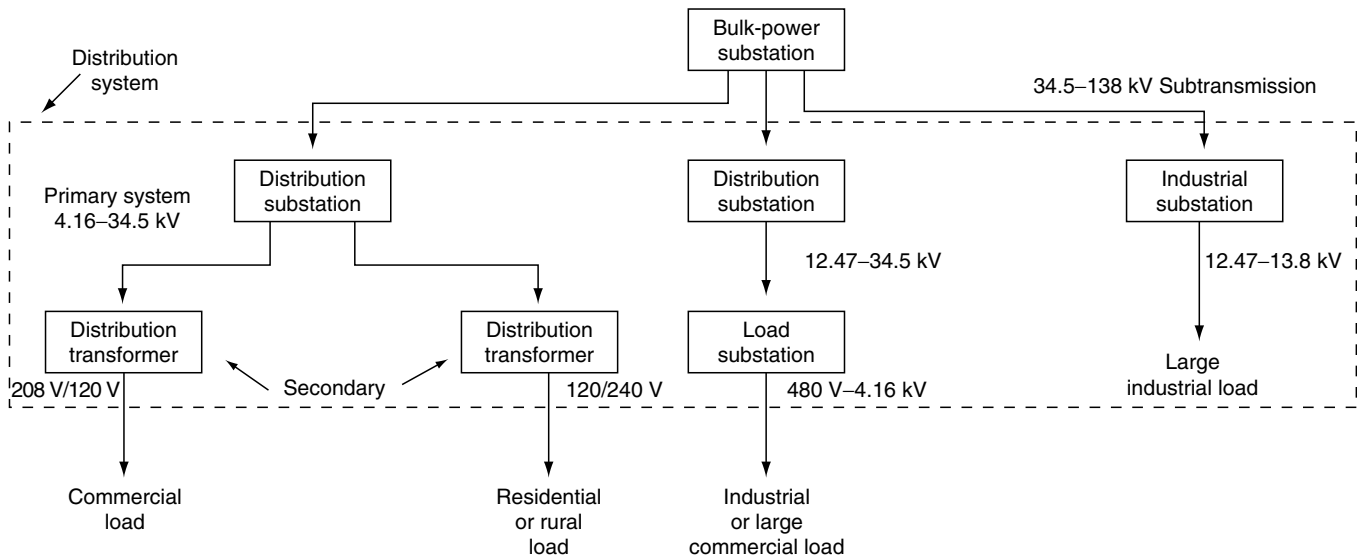 Bulk-power
substation
Distribution
system
34.5–138 kV Subtransmission
Distribution
substation
Distribution
substation
Industrial
substation
Primary system
4.16–34.5 kV
12.47–34.5 kV
12.47–13.8 kV
Distribution
transformer
Distribution
transformer
Load
substation
Large
industrial load
208 V/120 V
Secondary
120/240 V
480 V–4.16 kV
Commercial
load
Residential
or rural
load
Industrial
or large
commercial load